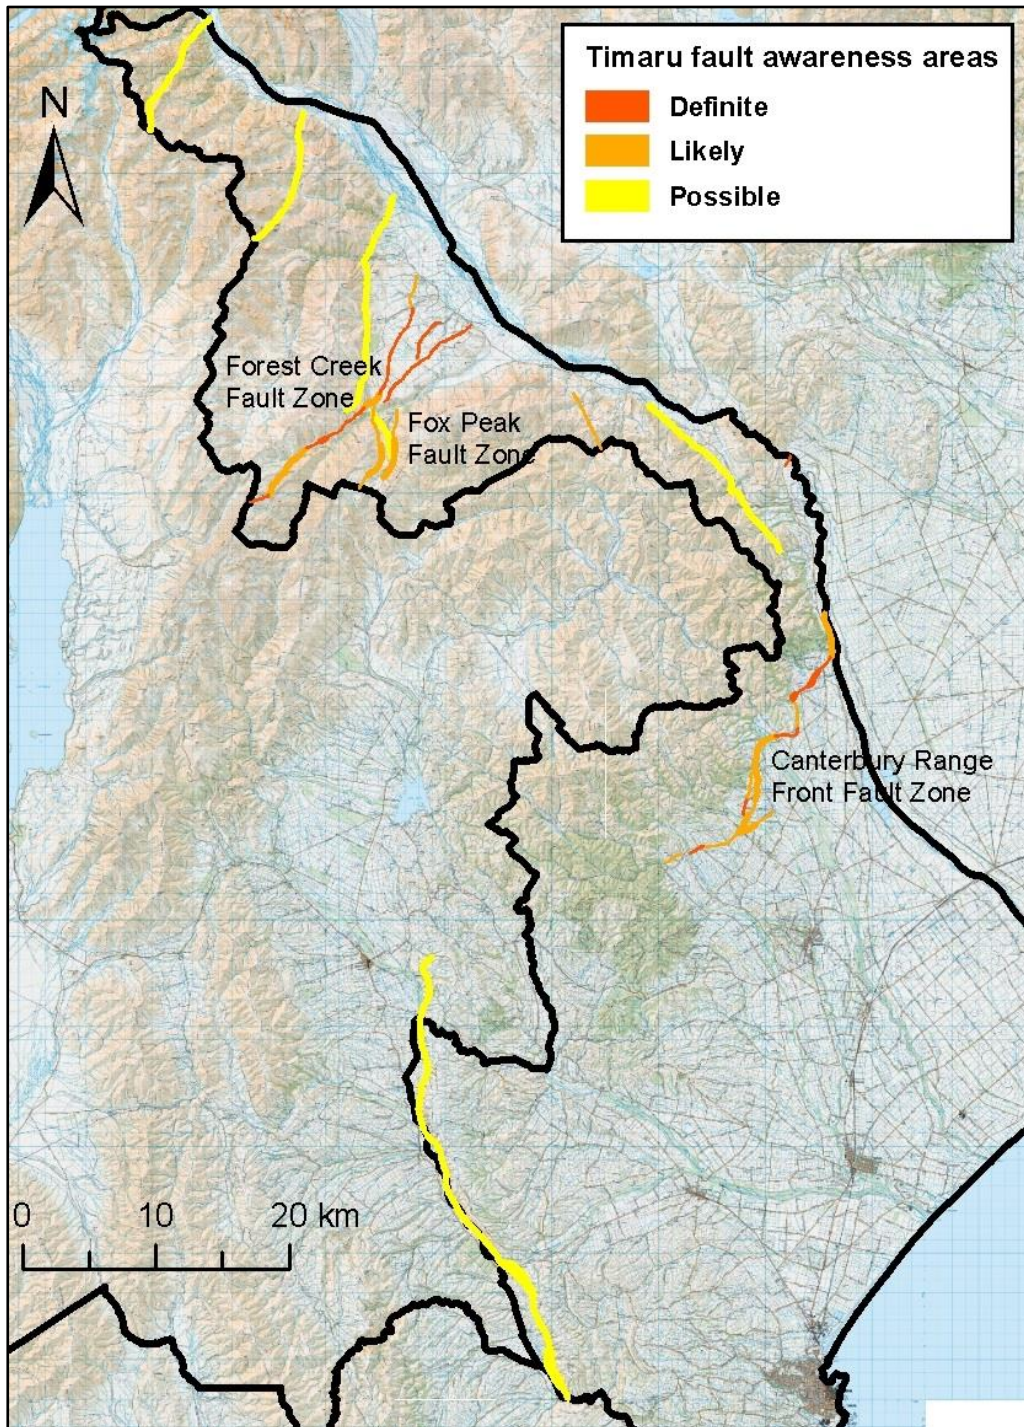 Timaru fault awareness areas
Definite
Likely
Possible
N
Forest Creek
Fault Zone
Fox Peak
Fault Zone
Canterbury Range
Front Fault Zone
0 10 20 km